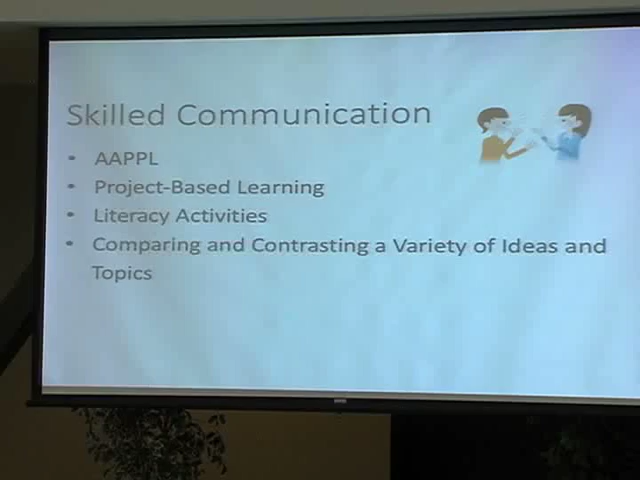 Skilled Communication
• AAPPL
• Project-Based Learning
• Literacy Activities
• Comparing and Contrasting a Variety of Ideas and
Topics